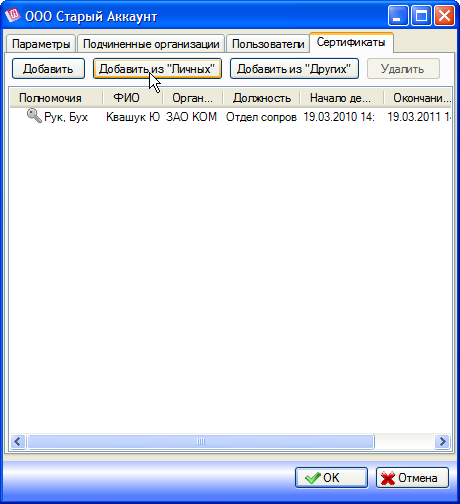 ООО Старый Аккаунт
Параметры Подчиненные организации Пользователи Сертификаты
Добавить Добавить из "Личных" Добавить из "Других" Удалить
Полномочия ФИО Орган... Должность Начало де... Окончани...
Рук, Бух Квашук Ю ЗАО КОМ Отдел сопров 19.03.2010 14: 19.03.2011 14
OK Отмена